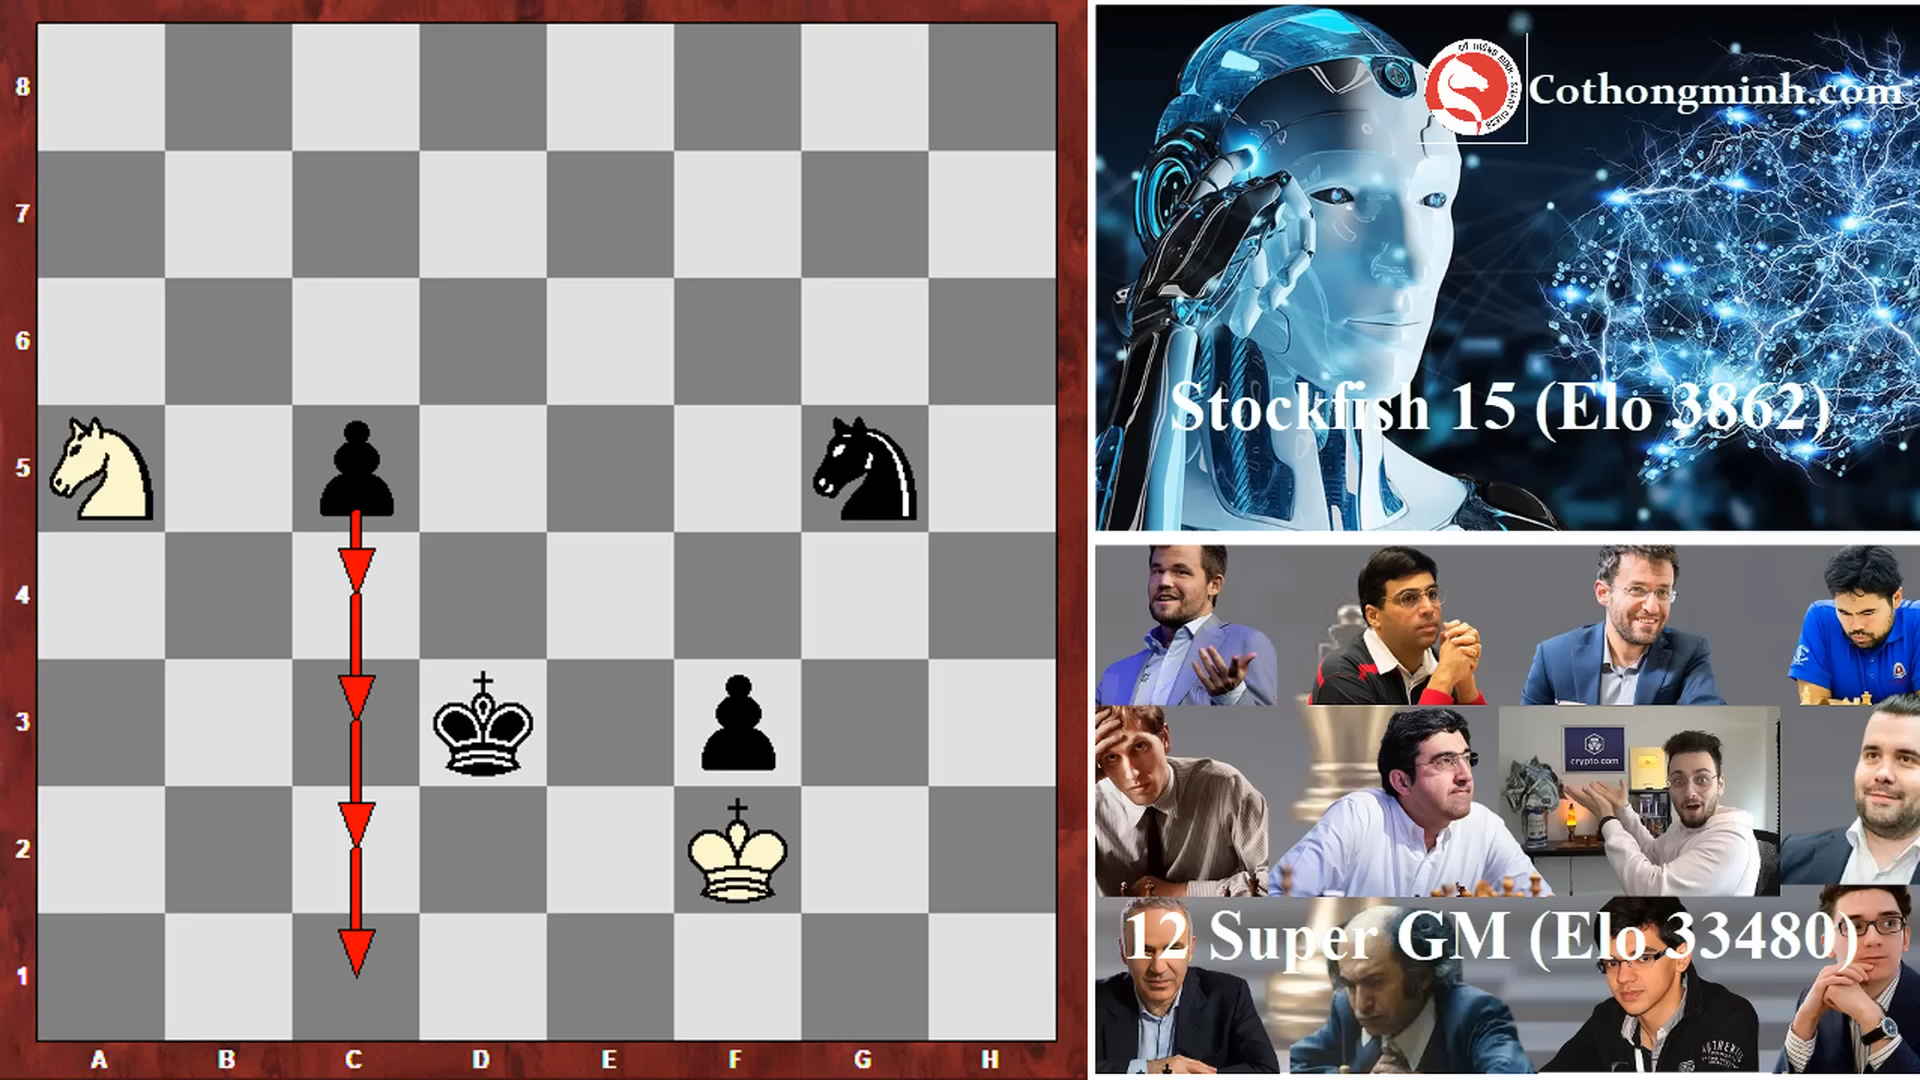 8
7
6
5
4
3
2
1
A B C D E F G H
Cothongminh.com
Stockfish 15 (Elo 3862)
crypto.com
12 Super GM (Elo 33480)